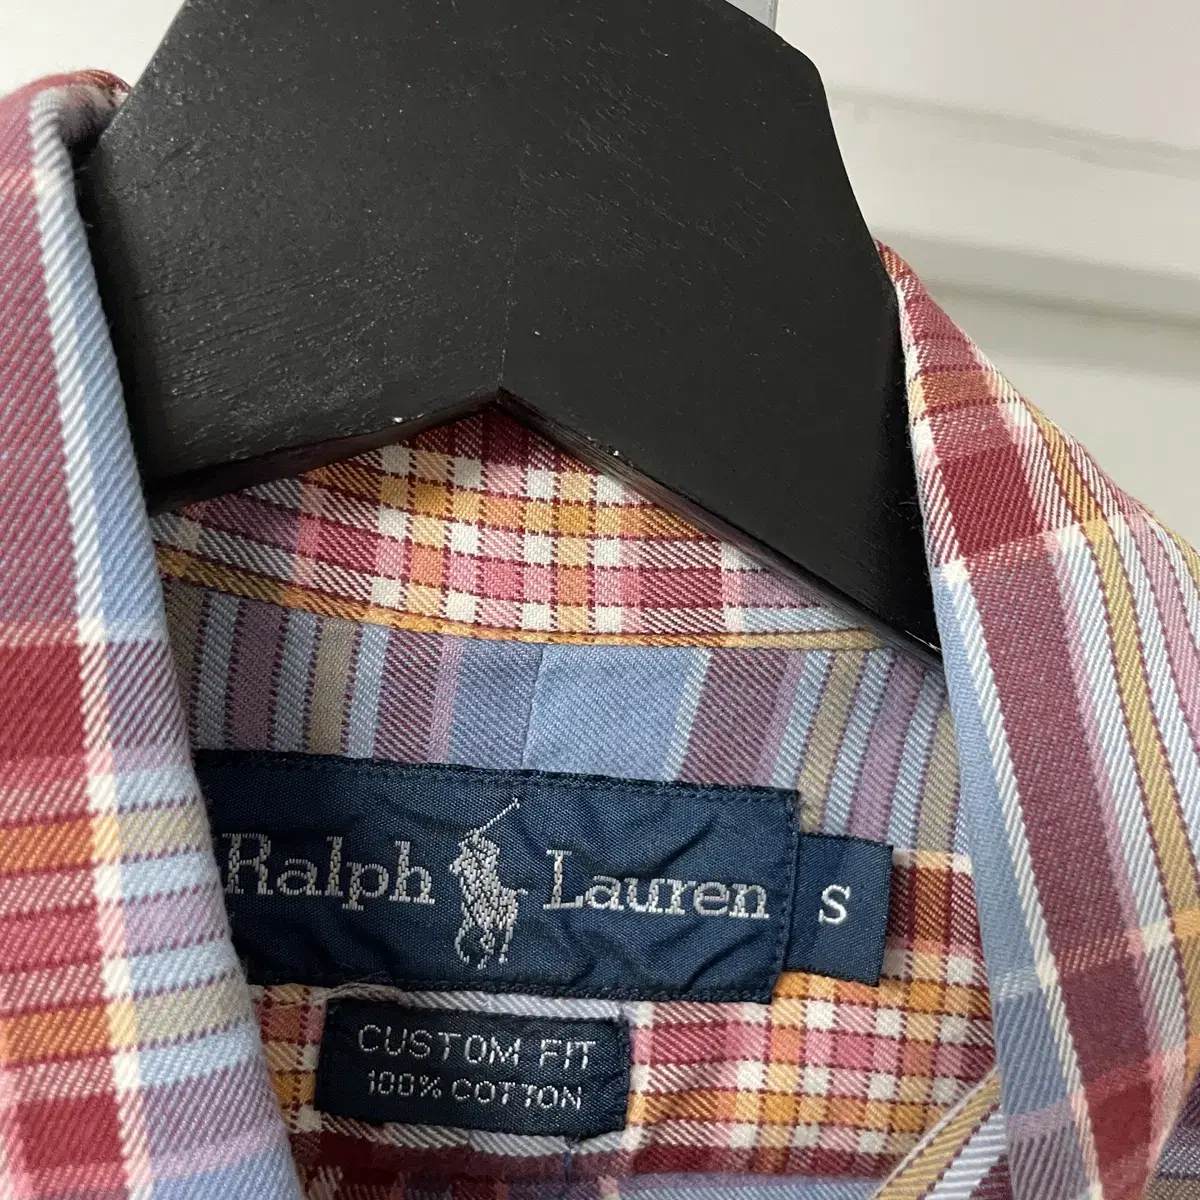 Ralph Lauren S
CUSTOM FIT
100% COTTON